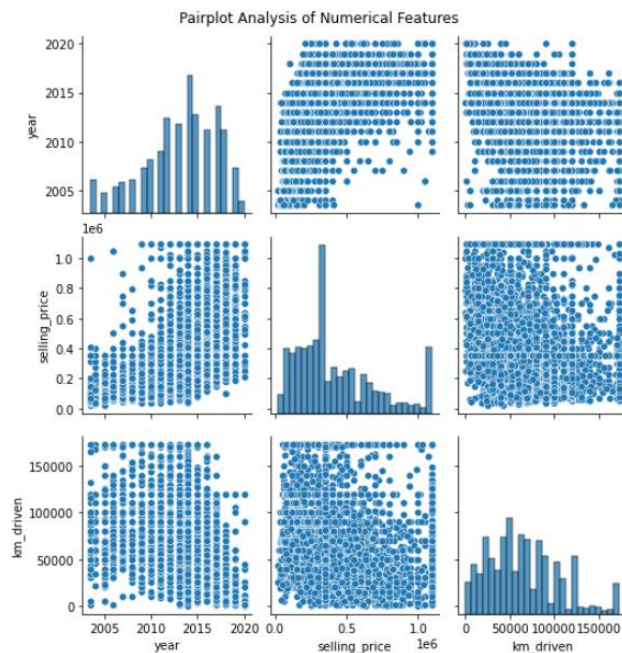 Pairplot Analysis of Numerical Features
2020
2015
2010
2005
year
1e6
1.0
0.8
0.6
0.4
0.2
0.0
selling_price
150000
100000
50000
0
km_driven
2005 2010 2015 2020
year
0.0 0.5 1.0
1e6
selling_price
0 50000 100000 150000
km_driven